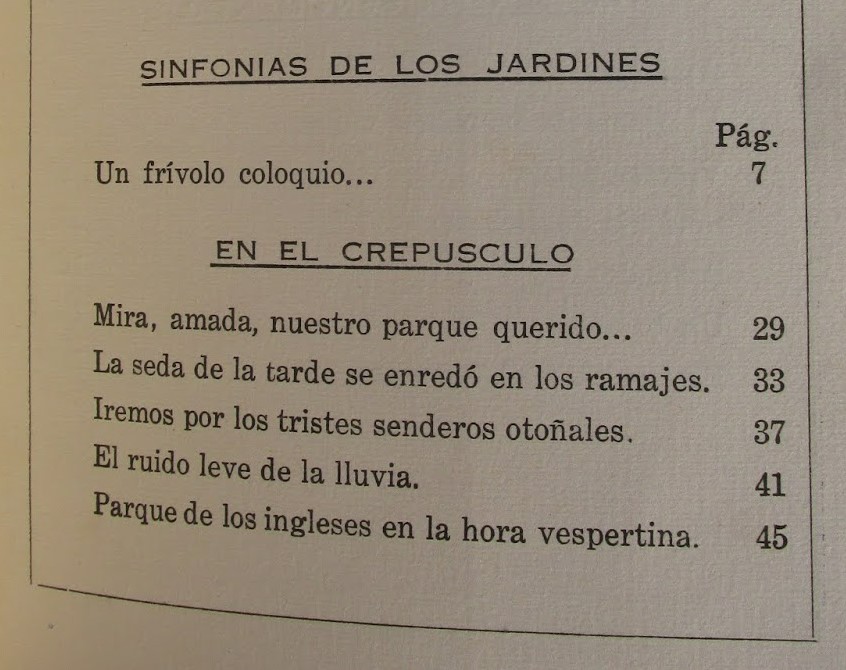 SINFONIAS DE LOS JARDINES
Pág.
Un frívolo coloquio... 7
EN EL CREPUSCULO
Mira, amada, nuestro parque querido... 29
La seda de la tarde se enredó en los ramajes. 33
Iremos por los tristes senderos otoñales. 37
El ruido leve de la lluvia. 41
Parque de los ingleses en la hora vespertina. 45